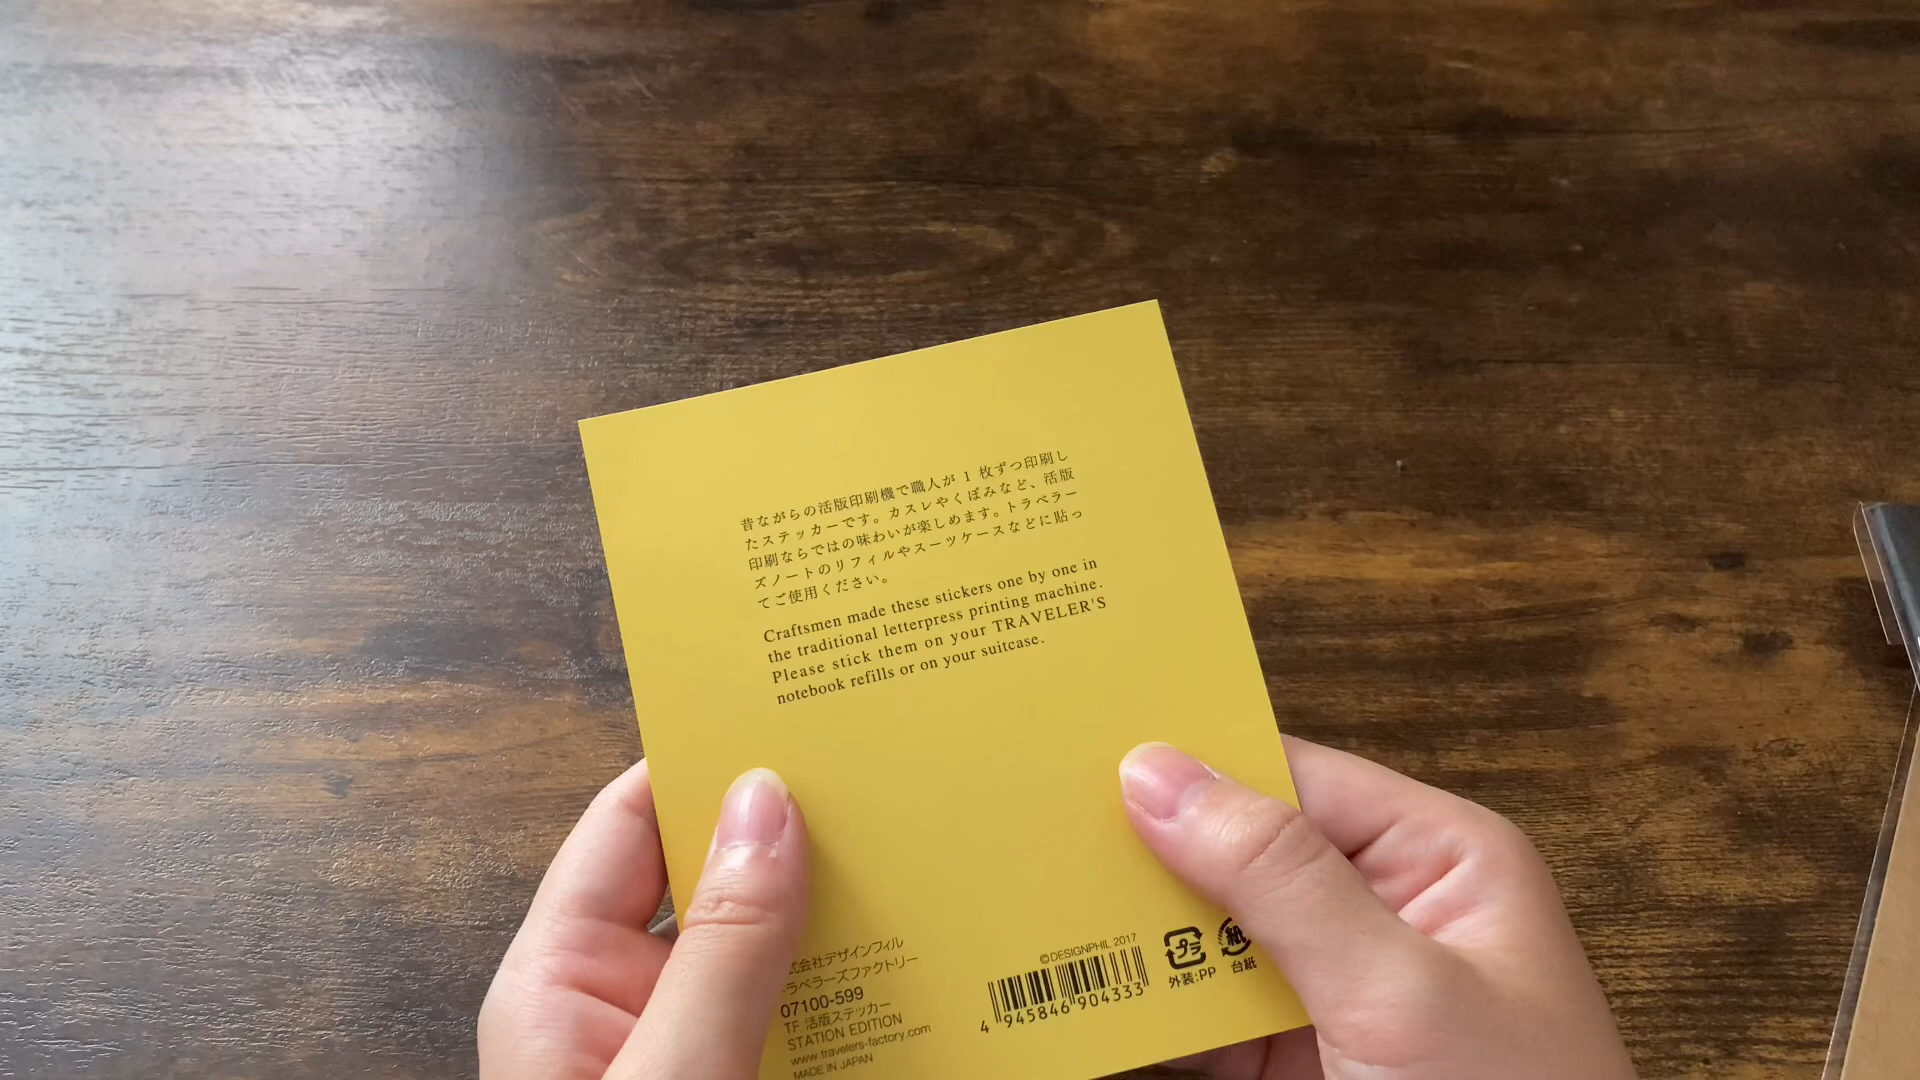 昔ながらの活版印刷機で職人が 1 枚ずつ印刷し
たステッカーです。カスレやくぼみなど、活版
印刷ならではの味わいが楽しめます。トラベラー
ズノートのリフィルやスーツケースなどに貼っ
てご使用ください。
Craftsmen made these stickers one by one in
the traditional letterpress printing machine.
Please stick them on your TRAVELER'S
notebook refills or on your suitcase.
式会社デザインフィル
ラベラーズファクトリー
07100-599
TF 活版ステッカー
STATION EDITION
www.travelers-factory.com
MADE IN JAPAN
©DESIGNPHIL 2017
4 945846 904333
プラ
外装:PP
紙
台紙